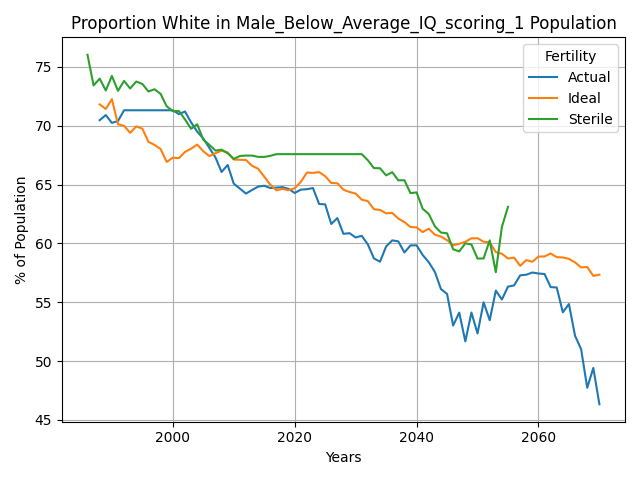 Proportion White in Male_Below_Average_IQ_scoring_1 Population
Fertility
Actual
Ideal
Sterile
% of Population
75
70
65
60
55
50
45
2000
2020
2040
2060
Years